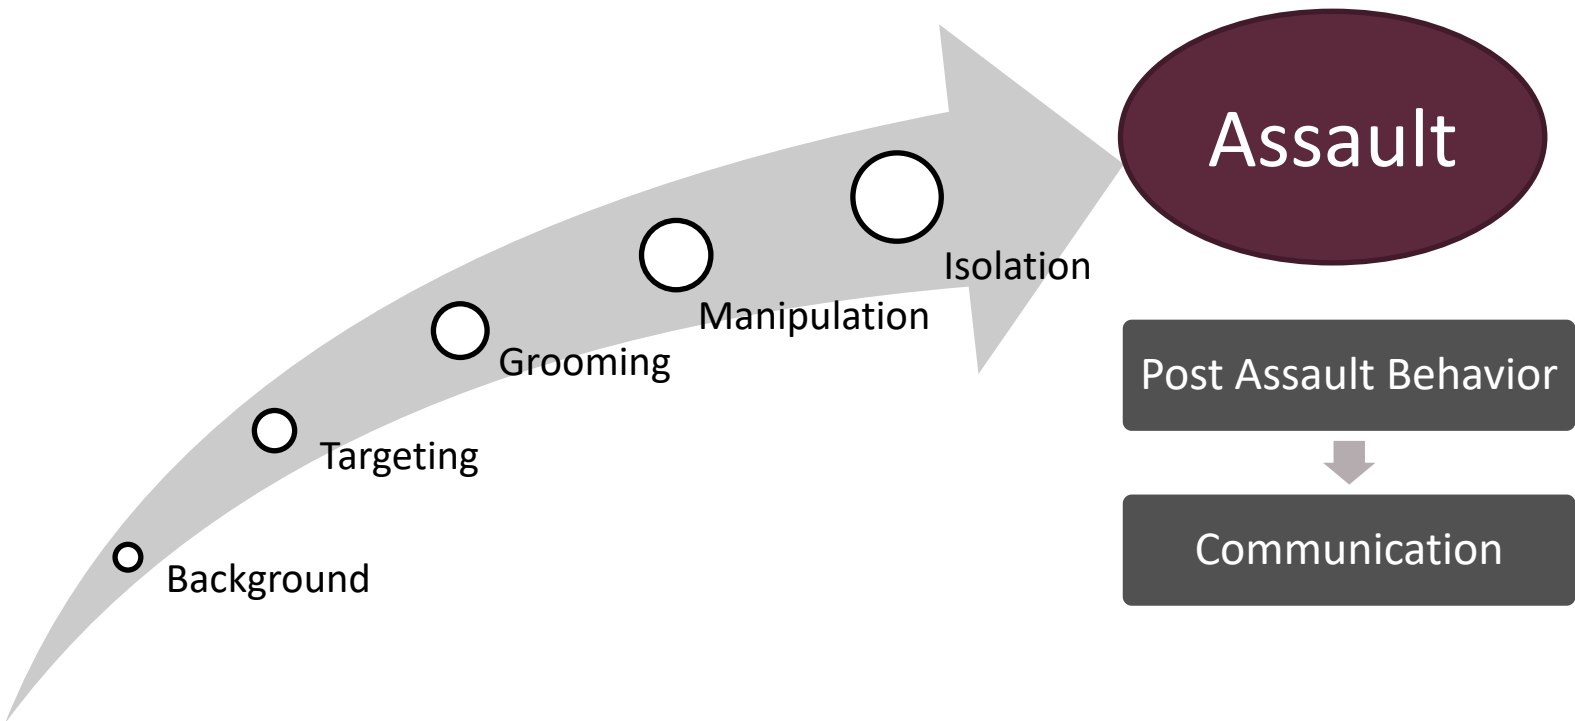 Background
Targeting
Grooming
Manipulation
Isolation
Assault
Post Assault Behavior
Communication